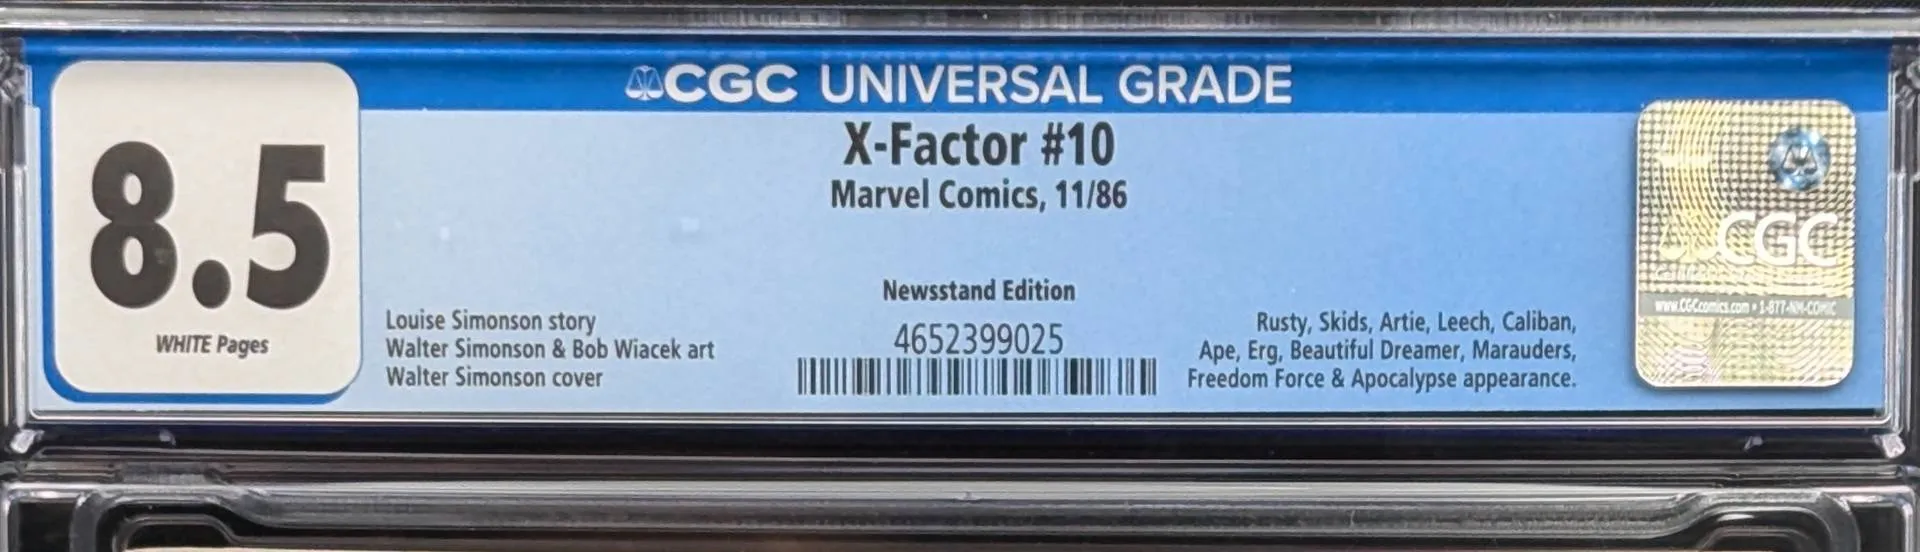 CGC UNIVERSAL GRADE
8.5
WHITE Pages
X-Factor #10
Marvel Comics, 11/86
Newsstand Edition
4652399025
Louise Simonson story
Walter Simonson & Bob Wiacek art
Walter Simonson cover
Rusty, Skids, Artie, Leech, Caliban,
Ape, Erg, Beautiful Dreamer, Marauders,
Freedom Force & Apocalypse appearance.
CGC
www.CGCcomics.com • 1-877-NM-COMIC